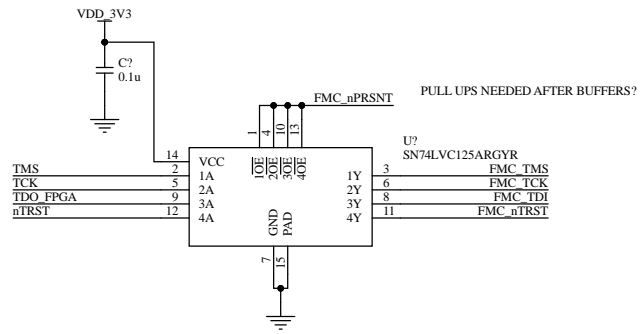 VDD_3V3
C?
0.1u
FMC_nPRSNT
PULL UPS NEEDED AFTER BUFFERS?
1
4
10
13
U?
SN74LVC125ARGYR
14
VCC
1OE
2OE
3OE
4OE
TMS
2
1A
1Y
3
FMC_TMS
TCK
5
2A
2Y
6
FMC_TCK
TDO_FPGA
9
3A
3Y
8
FMC_TDI
nTRST
12
4A
4Y
11
FMC_nTRST
GND
PAD
7
15